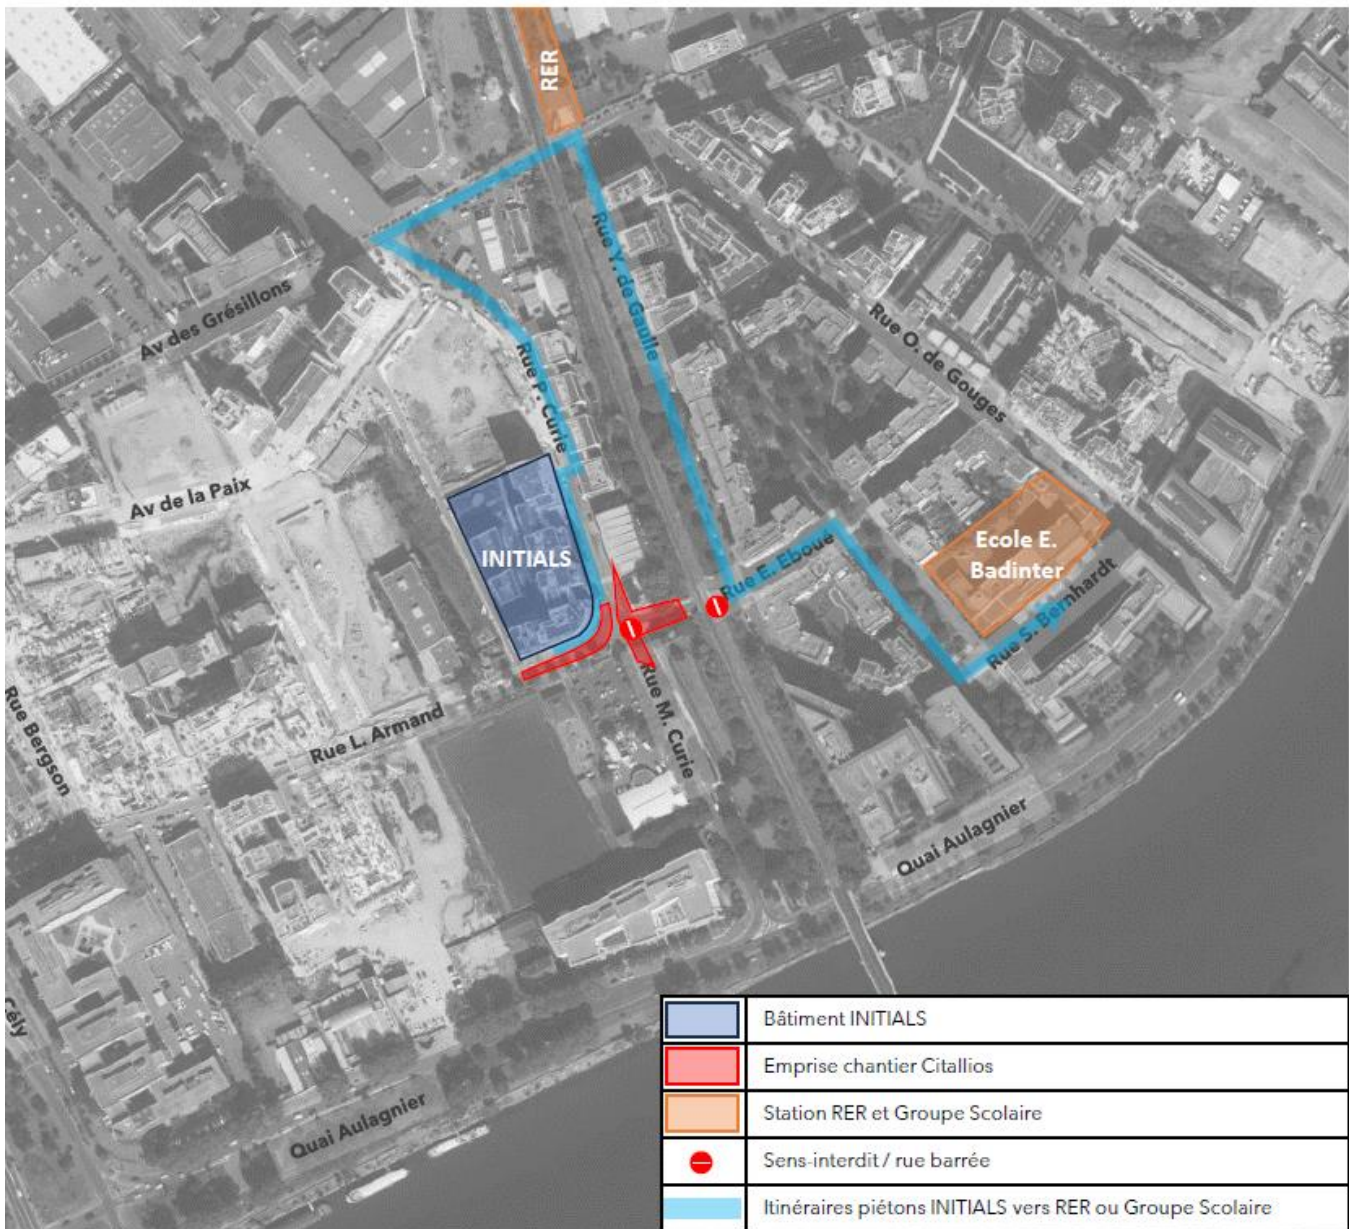 RER
Rue Y. de Gaulle
Av des Grésillons
Rue O. de Gouges
Rue P. Curie
Av de la Paix
INITIALS
Ecole E.
Badinter
Rue E. Eboué
Rue S. Bernhardt
Rue M. Curie
Rue Bergson
Rue L. Armand
Quai Aulagnier
Quai Aulagnier
Bâtiment INITIALS
Emprise chantier Citallios
Station RER et Groupe Scolaire
Sens-interdit / rue barrée
Itinéraires piétons INITIALS vers RER ou Groupe Scolaire